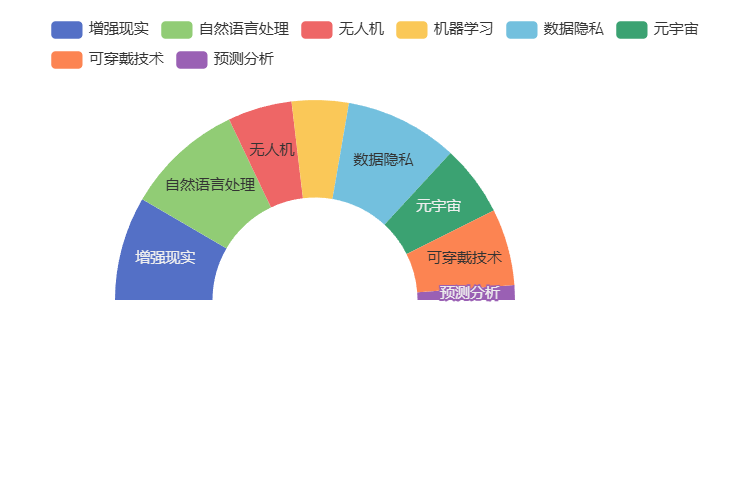 增强现实 自然语言处理 无人机 机器学习 数据隐私 元宇宙
可穿戴技术 预测分析
无人机
数据隐私
自然语言处理
元宇宙
增强现实
可穿戴技术
预测分析